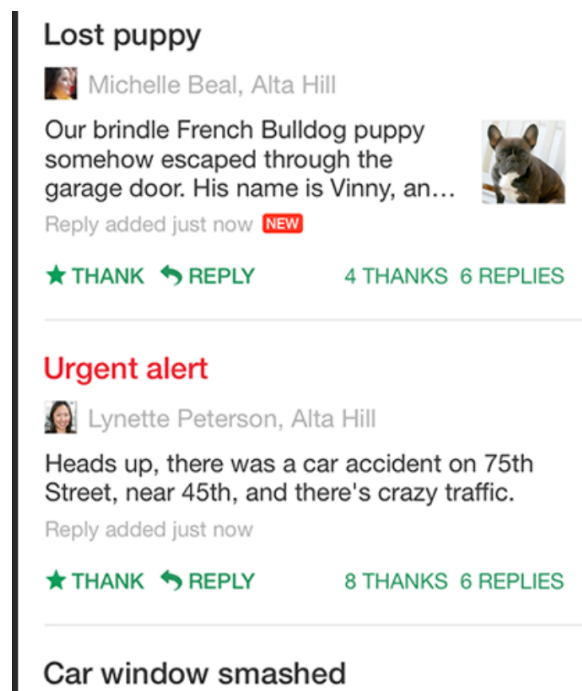 Lost puppy
Michelle Beal, Alta Hill
Our brindle French Bulldog puppy
somehow escaped through the
garage door. His name is Vinny, an...
Reply added just now NEW
THANK REPLY 4 THANKS 6 REPLIES
Urgent alert
Lynette Peterson, Alta Hill
Heads up, there was a car accident on 75th
Street, near 45th, and there's crazy traffic.
Reply added just now
THANK REPLY 8 THANKS 6 REPLIES
Car window smashed